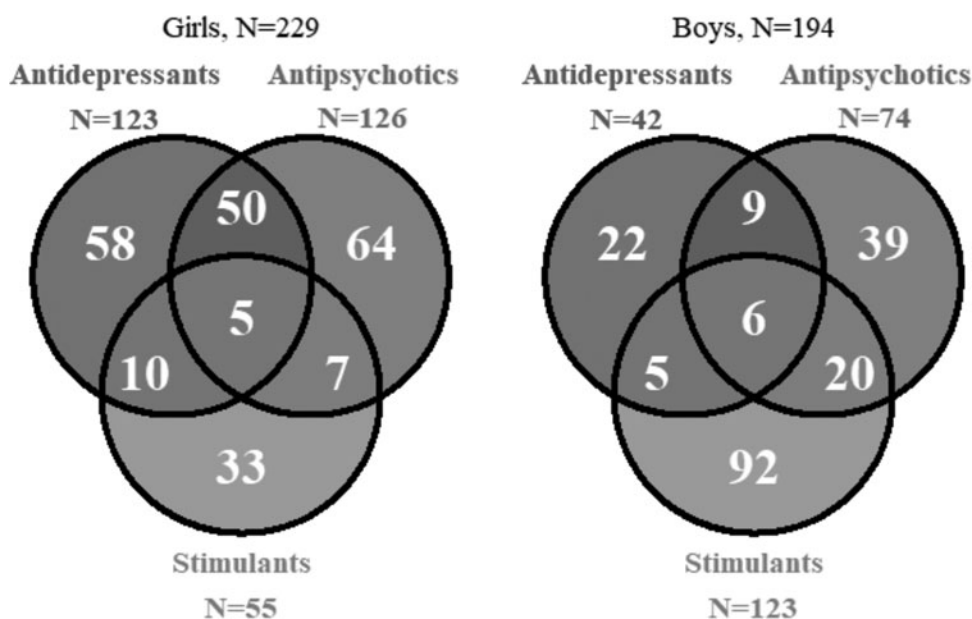 Girls, N=229
Antidepressants Antipsychotics
N=123 N=126
50
58 64
5
10 7
33
Stimulants
N=55
Boys, N=194
Antidepressants Antipsychotics
N=42 N=74
9
22 39
6
5 20
92
Stimulants
N=123